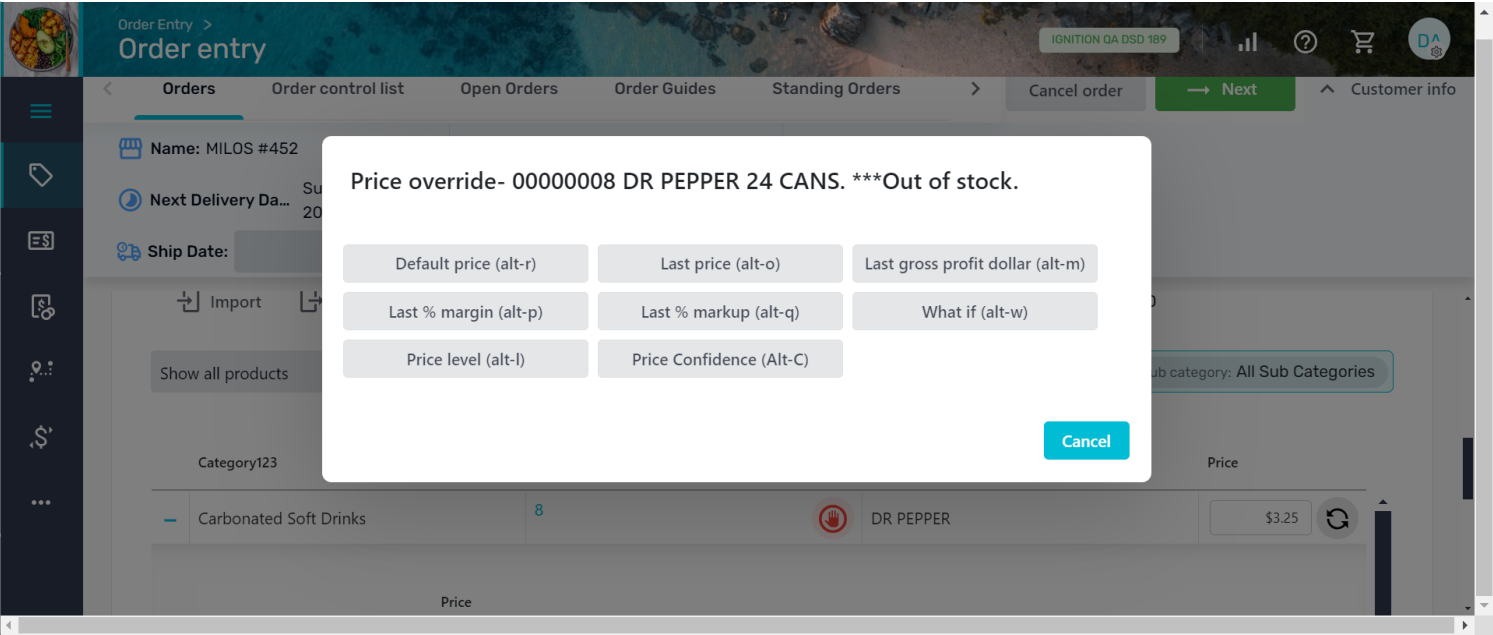 Order Entry >
Order entry
IGNITION QA DSD 189
DA
Orders
Order control list
Open Orders
Order Guides
Standing Orders
Cancel order
Next
Customer info
Name: MILOS #452
Next Delivery Da...
Su
20
Ship Date:
Price override- 00000008 DR PEPPER 24 CANS. ***Out of stock.
Default price (alt-r)
Last price (alt-o)
Last gross profit dollar (alt-m)
Last % margin (alt-p)
Last % markup (alt-q)
What if (alt-w)
Price level (alt-l)
Price Confidence (Alt-C)
Cancel
Import
Show all products
ub category: All Sub Categories
Category123
Price
Carbonated Soft Drinks
8
DR PEPPER
$3.25
Price